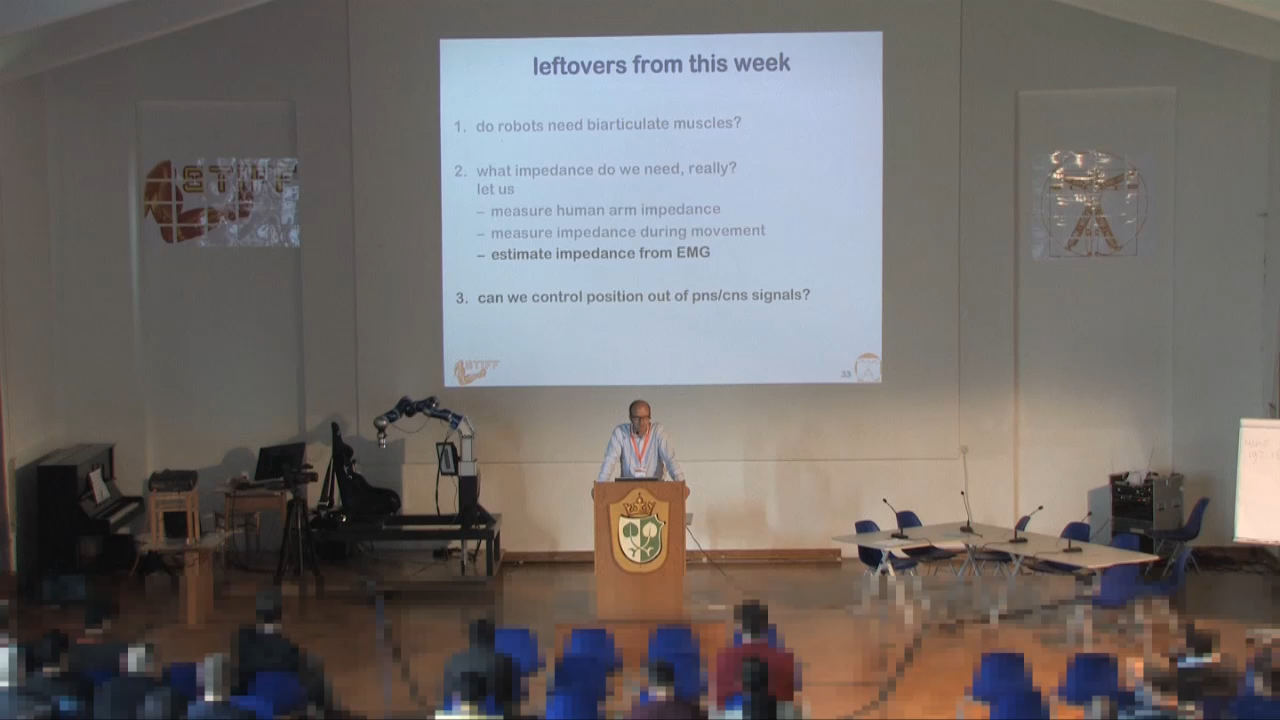 leftovers from this week
1. do robots need biarticulate muscles?
2. what impedance do we need, really?
let us
– measure human arm impedance
– measure impedance during movement
– estimate impedance from EMG
3. can we control position out of pns/cns signals?
STIFF
33
STIFF